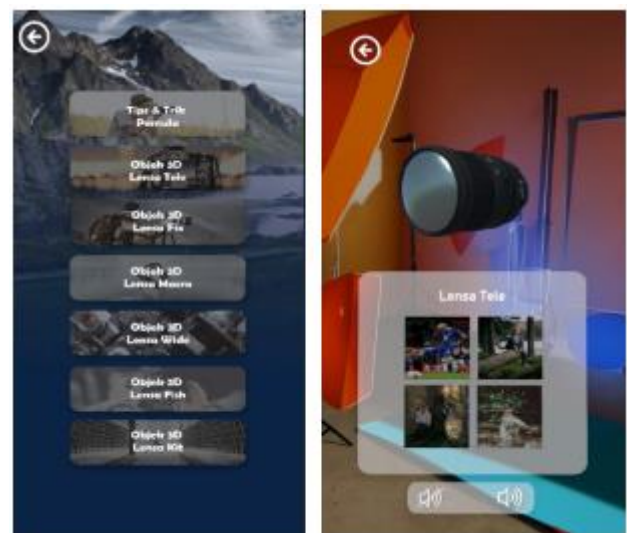 Tips & Trik
Pemula
Objek 3D
Lensa Tele
Objek 3D
Lensa Fix
Objek 3D
Lensa Macro
Objek 3D
Lensa Wide
Objek 3D
Lensa Fish
Objek 3D
Lensa Kit
Lensa Tele